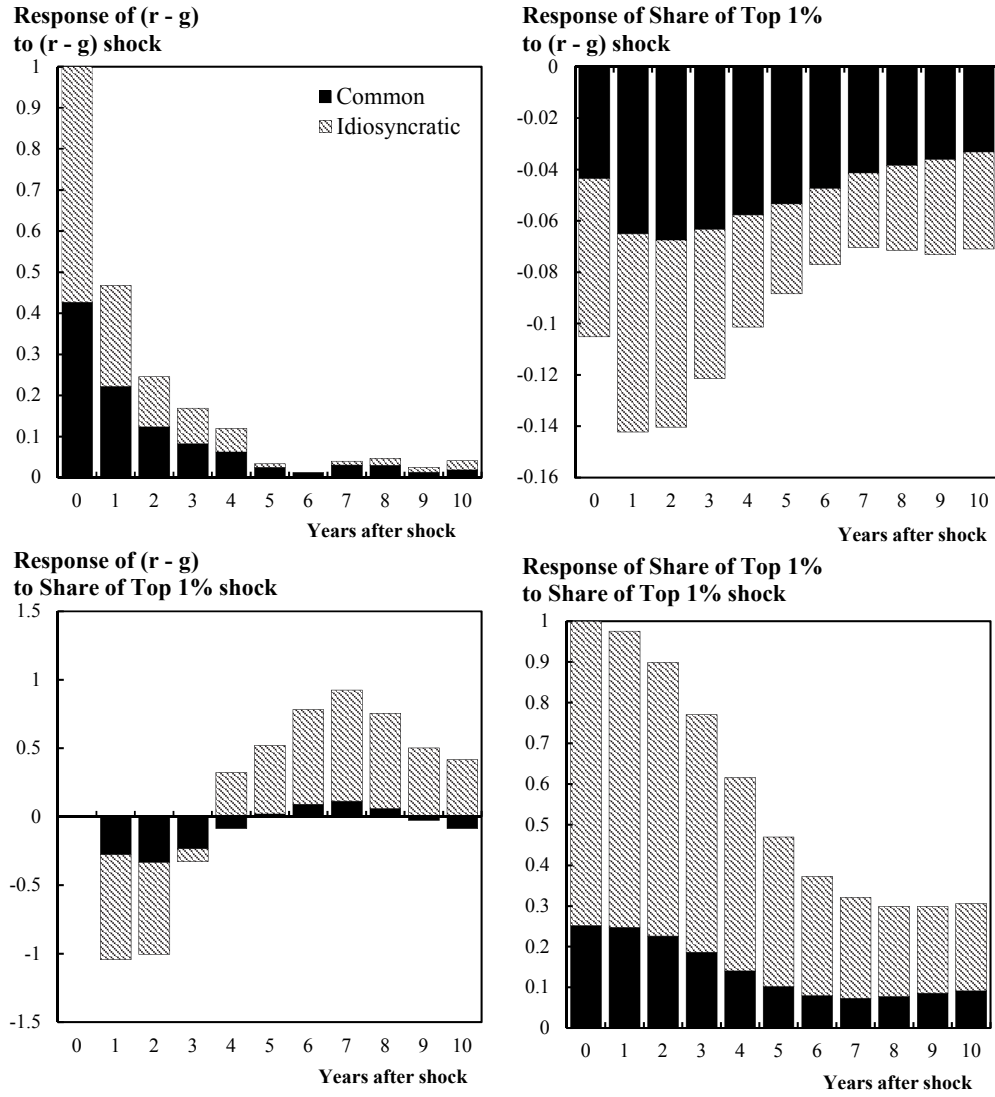 Response of (r - g)
to (r - g) shock
1
0.9
0.8
0.7
0.6
0.5
0.4
0.3
0.2
0.1
0
Common
Idiosyncratic
0 1 2 3 4 5 6 7 8 9 10
Years after shock
Response of Share of Top 1%
to (r - g) shock
0
-0.02
-0.04
-0.06
-0.08
-0.1
-0.12
-0.14
-0.16
0 1 2 3 4 5 6 7 8 9 10
Years after shock
Response of (r - g)
to Share of Top 1% shock
1.5
1
0.5
0
-0.5
-1
-1.5
0 1 2 3 4 5 6 7 8 9 10
Years after shock
Response of Share of Top 1%
to Share of Top 1% shock
1
0.9
0.8
0.7
0.6
0.5
0.4
0.3
0.2
0.1
0
0 1 2 3 4 5 6 7 8 9 10
Years after shock